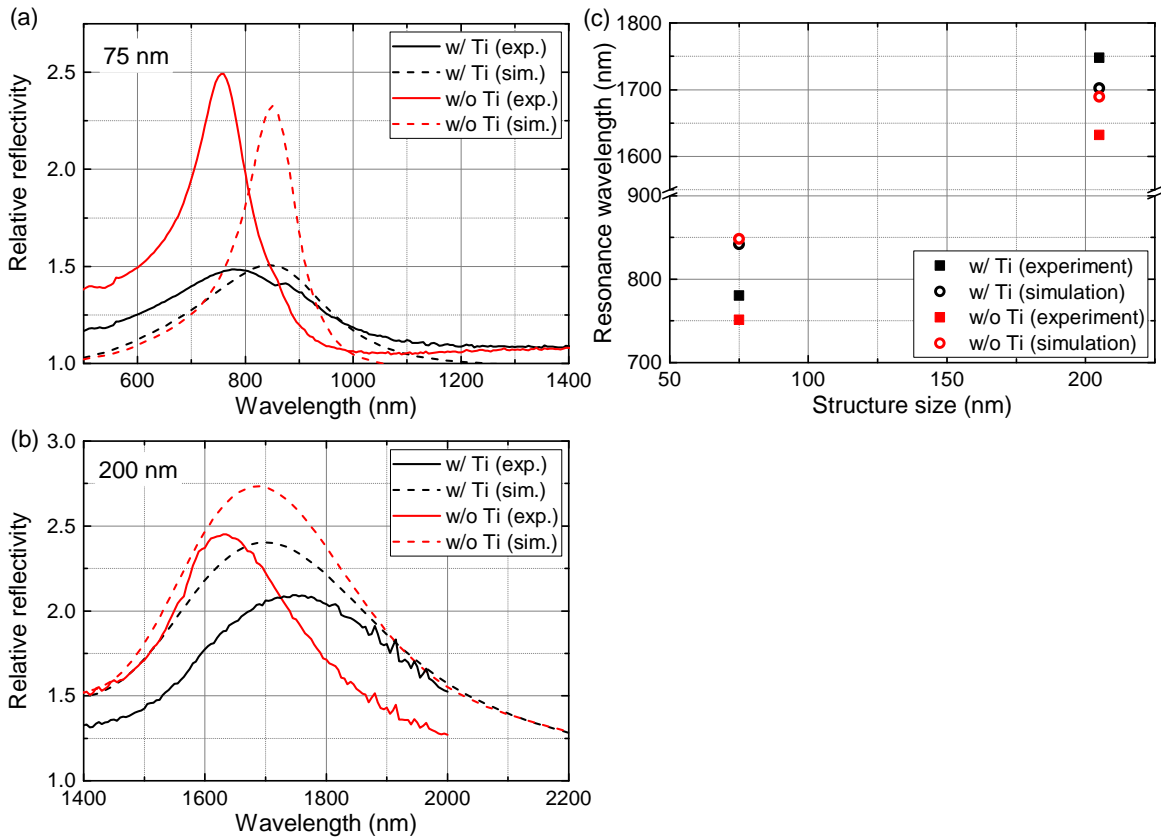 (a)
75 nm
w/ Ti (exp.)
w/ Ti (sim.)
w/o Ti (exp.)
w/o Ti (sim.)
Relative reflectivity
2.5
2.0
1.5
1.0
600 800 1000 1200 1400
Wavelength (nm)
(b)
200 nm
w/ Ti (exp.)
w/ Ti (sim.)
w/o Ti (exp.)
w/o Ti (sim.)
Relative reflectivity
3.0
2.5
2.0
1.5
1.0
1400 1600 1800 2000 2200
Wavelength (nm)
(c)
Resonance wavelength (nm)
1800
1700
1600
900
800
700
w/ Ti (experiment)
w/ Ti (simulation)
w/o Ti (experiment)
w/o Ti (simulation)
50 100 150 200
Structure size (nm)